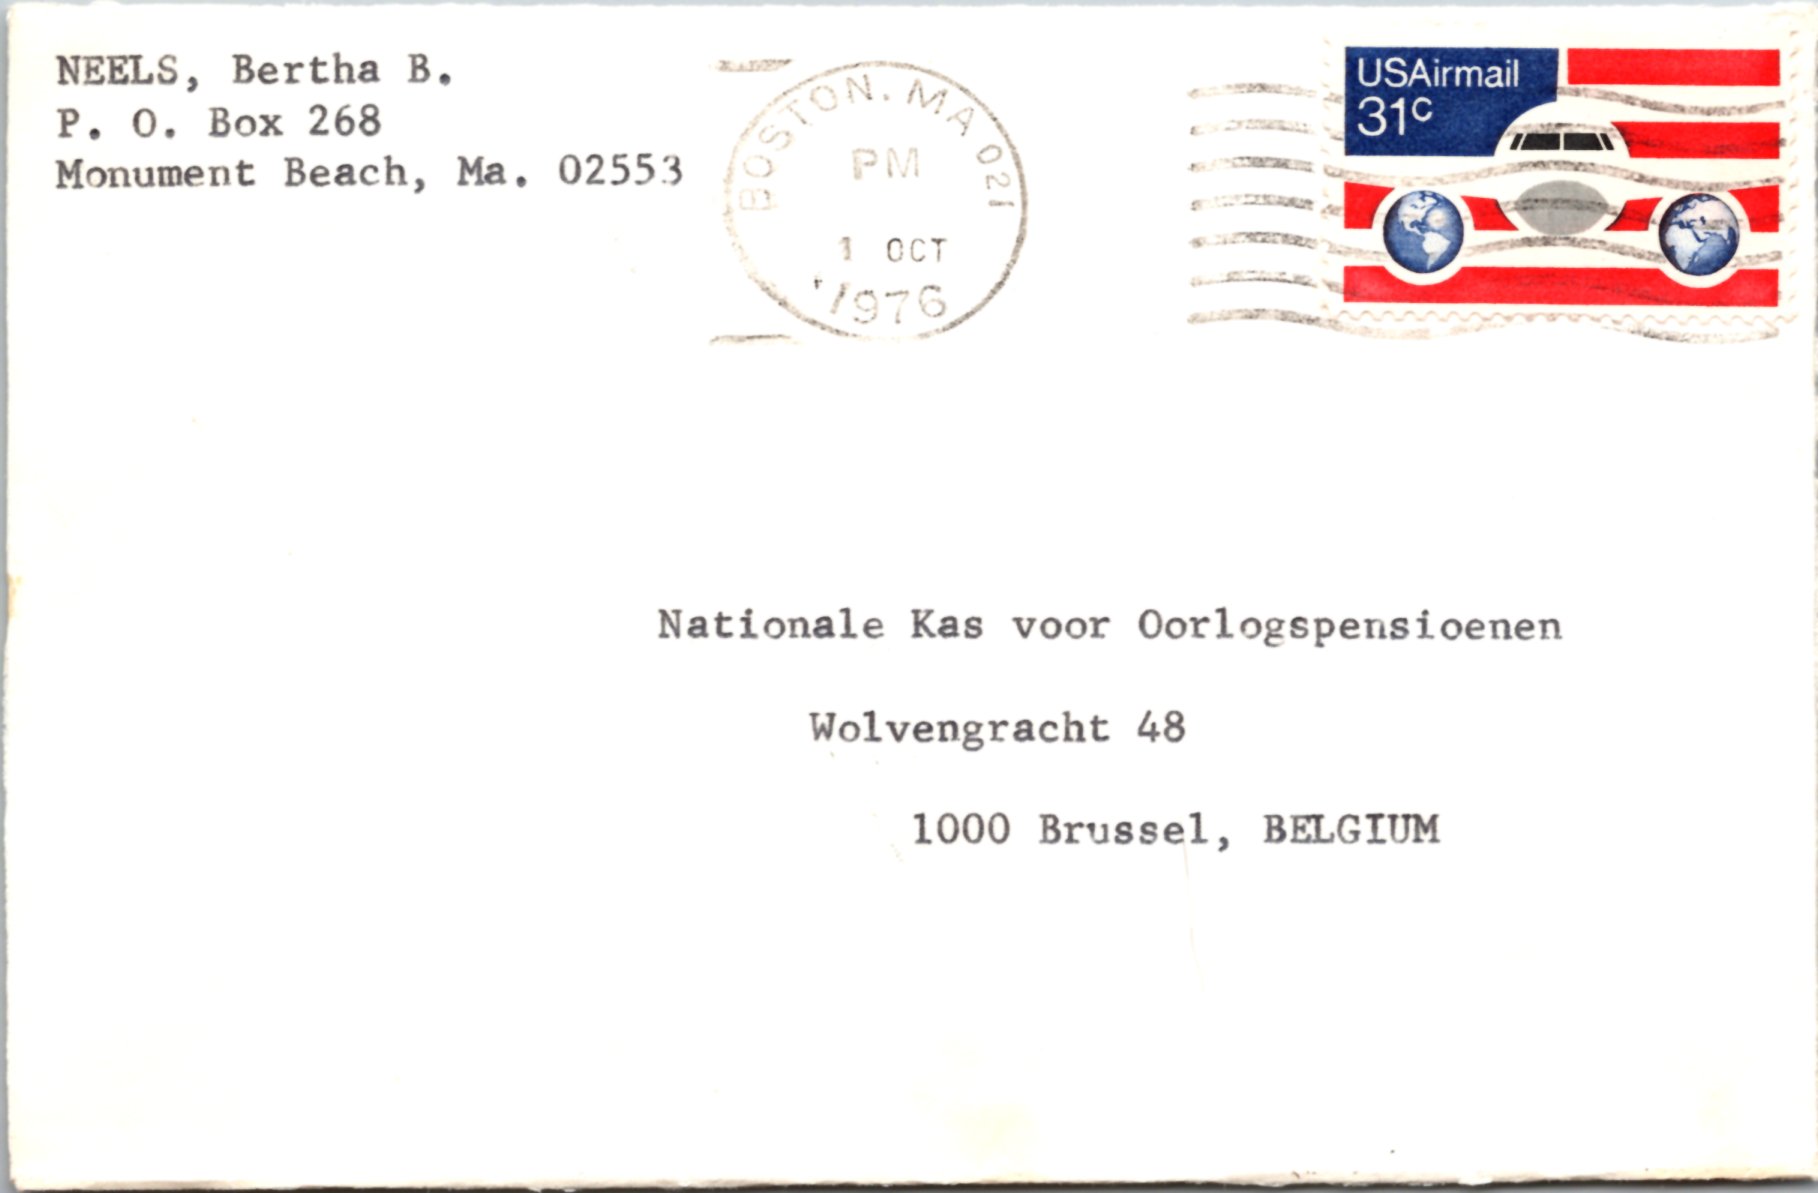 NEELS, Bertha B.
P. O. Box 268
Monument Beach, Ma. 02553
BOSTON. MA 021
PM
1 OCT
1976
USAirmail
31c
Nationale Kas voor Oorlogspensioenen
Wolvengracht 48
1000 Brussel, BELGIUM